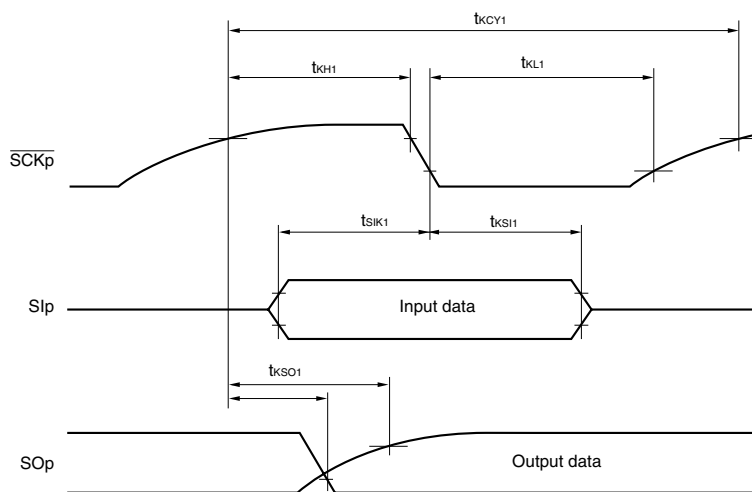 tKCY1
tKH1
tKL1
SCKp
tSIK1
tKSI1
SIp
Input data
tKSO1
SOp
Output data